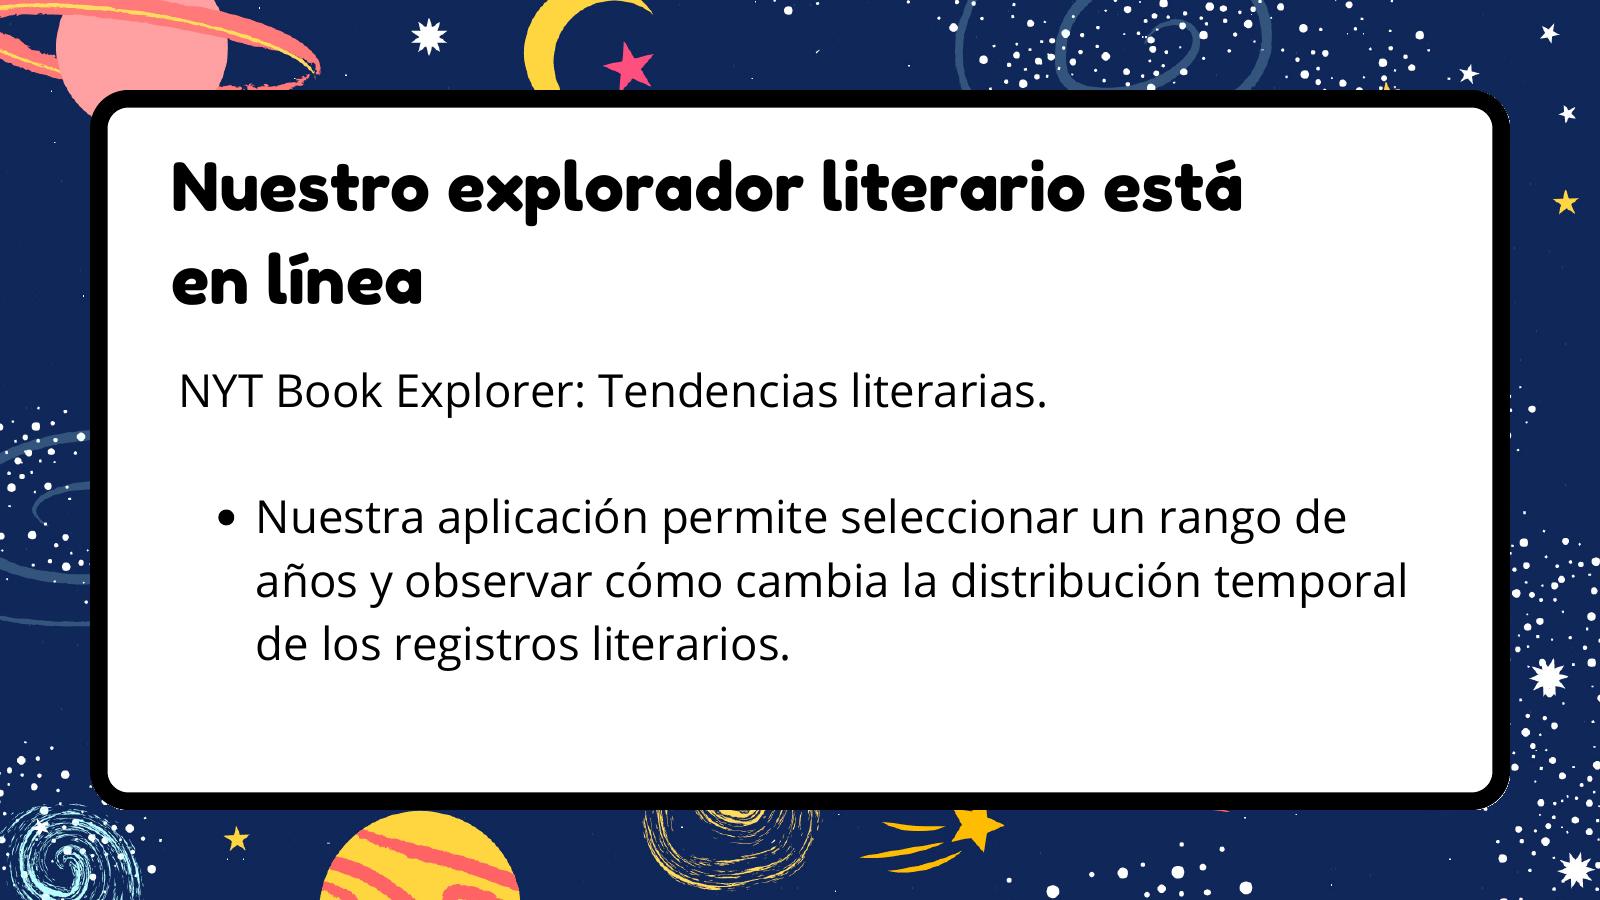 Nuestro explorador literario está
en línea
NYT Book Explorer: Tendencias literarias.
• Nuestra aplicación permite seleccionar un rango de
años y observar cómo cambia la distribución temporal
de los registros literarios.